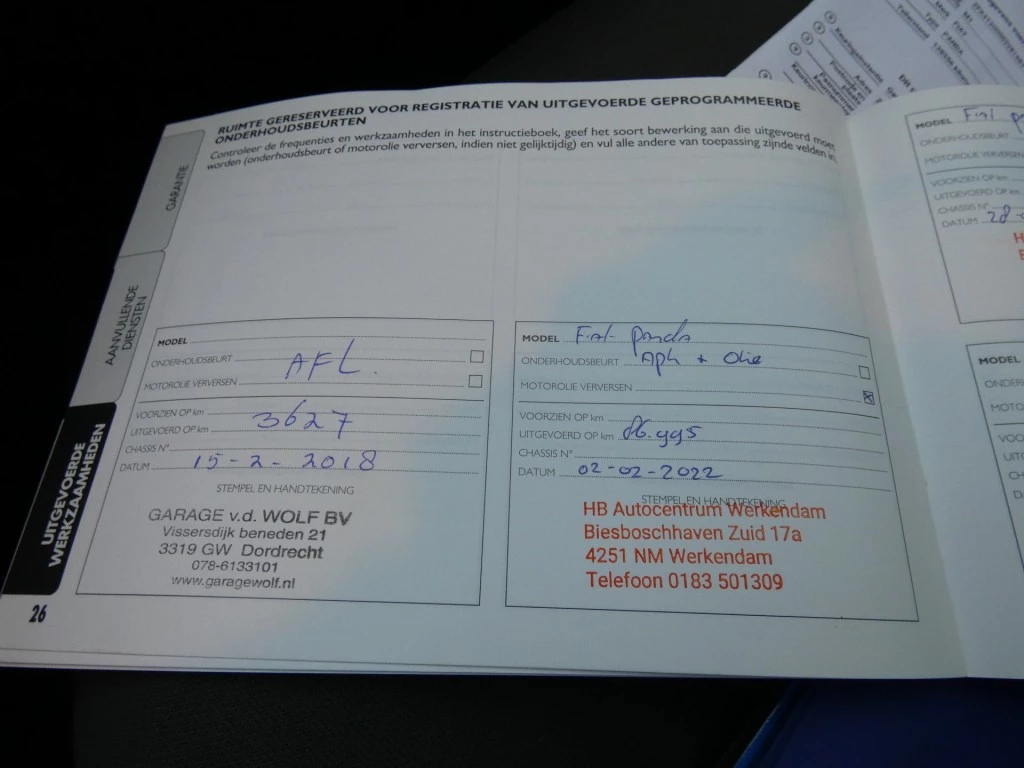 RUIMTE GERESERVEERD VOOR REGISTRATIE VAN UITGEVOERDE GEPROGRAMMEERDE
ONDERHOUDSBEURTEN
Controleer de frequenties en werkzaamheden in het instructieboek, geef het soort bewerking aan die uitgevoerd moet
worden (onderhoudsbeurt of motorolie verversen, indien niet gelijktijdig) en vul alle andere van toepassing zijnde velden in.
GARANTIE
AANVULLENDE
DIENSTEN
UITGEVOERDE
WERKZAAMHEDEN
MODEL
ONDERHOUDSBEURT
AFL.
MOTOROLIE VERVERSEN
VOORZIEN OP km
UITGEVOERD OP km 3627
CHASSIS N°
DATUM 15-2-2018
STEMPEL EN HANDTEKENING
GARAGE v.d. WOLF BV
Vissersdijk beneden 21
3319 GW Dordrecht
078-6133101
www.garagewolf.nl
MODEL Fiat panda
ONDERHOUDSBEURT Apk + Olie
MOTOROLIE VERVERSEN
VOORZIEN OP km
UITGEVOERD OP km 86.995
CHASSIS N°
DATUM 02-02-2022
STEMPEL EN HANDTEKENING
HB Autocentrum Werkendam
Biesboschhaven Zuid 17a
4251 NM Werkendam
Telefoon 0183 501309
26
MODEL Fiat
ONDERHOUDSBEURT
MOTOROLIE VERVERSEN
VOORZIEN OP km
UITGEVOERD OP km
CHASSIS N°
DATUM 28
MODEL